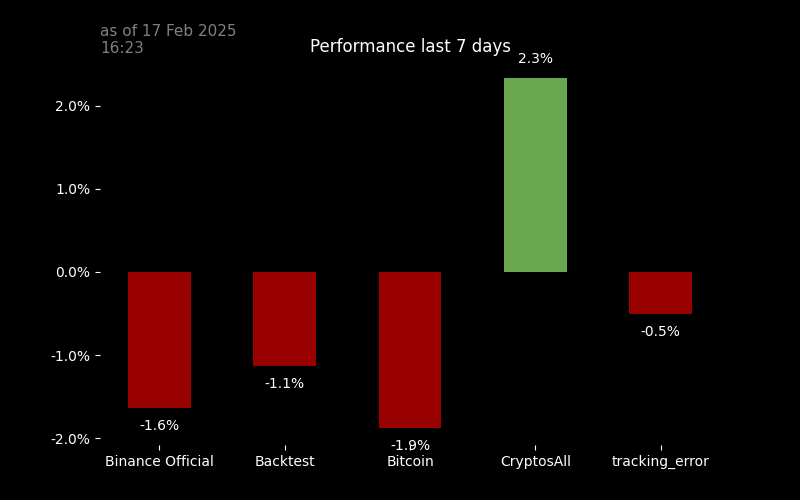 as of 17 Feb 2025
16:23
Performance last 7 days
2.3%
2.0%
1.0%
0.0%
-1.0%
-2.0%
-1.6%
-1.1%
-1.9%
-0.5%
Binance Official
Backtest
Bitcoin
CryptosAll
tracking_error